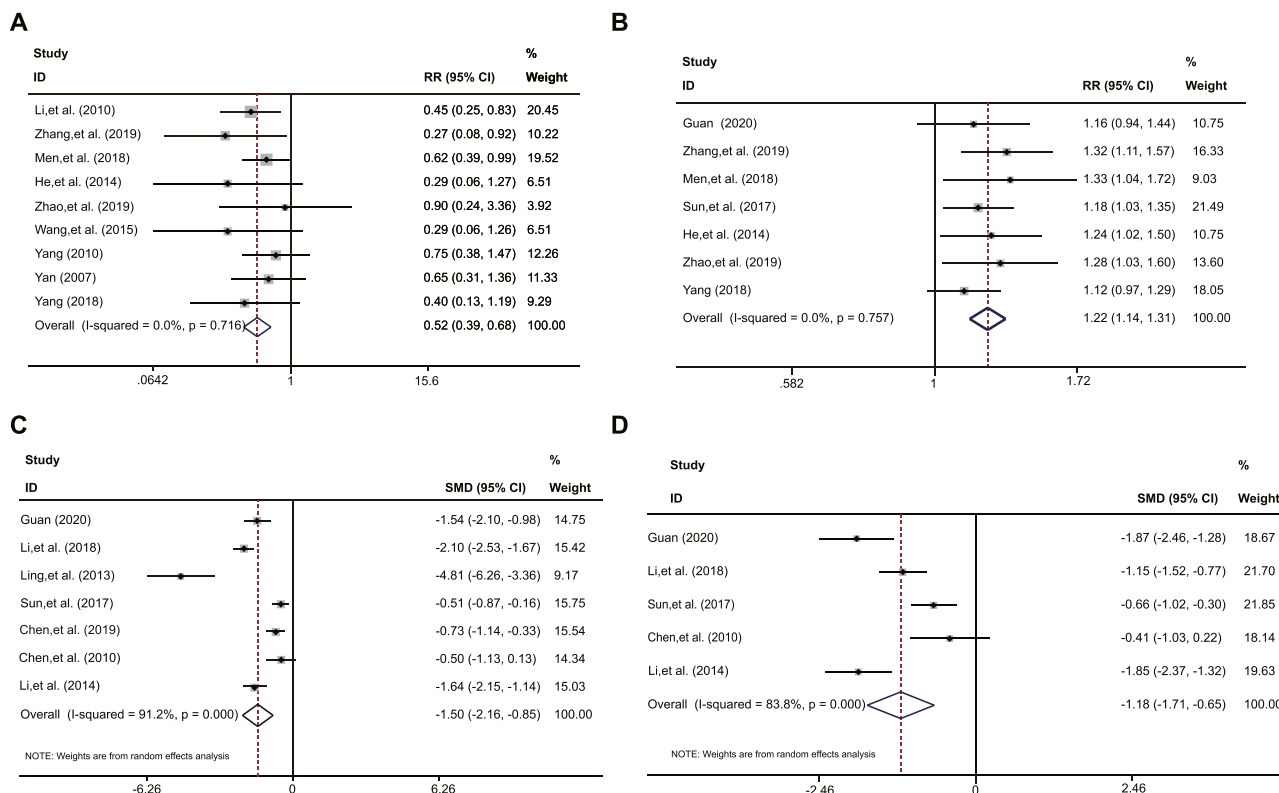 A
Study %
ID RR (95% CI) Weight
Li,et al. (2010) 0.45 (0.25, 0.83) 20.45
Zhang,et al. (2019) 0.27 (0.08, 0.92) 10.22
Men,et al. (2018) 0.62 (0.39, 0.99) 19.52
He,et al. (2014) 0.29 (0.06, 1.27) 6.51
Zhao,et al. (2019) 0.90 (0.24, 3.36) 3.92
Wang,et al. (2015) 0.29 (0.06, 1.26) 6.51
Yang (2010) 0.75 (0.38, 1.47) 12.26
Yan (2007) 0.65 (0.31, 1.36) 11.33
Yang (2018) 0.40 (0.13, 1.19) 9.29
Overall (I-squared = 0.0%, p = 0.716) 0.52 (0.39, 0.68) 100.00
.0642 1 15.6
B
Study %
ID RR (95% CI) Weight
Guan (2020) 1.16 (0.94, 1.44) 10.75
Zhang,et al. (2019) 1.32 (1.11, 1.57) 16.33
Men,et al. (2018) 1.33 (1.04, 1.72) 9.03
Sun,et al. (2017) 1.18 (1.03, 1.35) 21.49
He,et al. (2014) 1.24 (1.02, 1.50) 10.75
Zhao,et al. (2019) 1.28 (1.03, 1.60) 13.60
Yang (2018) 1.12 (0.97, 1.29) 18.05
Overall (I-squared = 0.0%, p = 0.757) 1.22 (1.14, 1.31) 100.00
.582 1 1.72
C
Study %
ID SMD (95% CI) Weight
Guan (2020) -1.54 (-2.10, -0.98) 14.75
Li,et al. (2018) -2.10 (-2.53, -1.67) 15.42
Ling,et al. (2013) -4.81 (-6.26, -3.36) 9.17
Sun,et al. (2017) -0.51 (-0.87, -0.16) 15.75
Chen,et al. (2019) -0.73 (-1.14, -0.33) 15.54
Chen,et al. (2010) -0.50 (-1.13, 0.13) 14.34
Li,et al. (2014) -1.64 (-2.15, -1.14) 15.03
Overall (I-squared = 91.2%, p = 0.000) -1.50 (-2.16, -0.85) 100.00
NOTE: Weights are from random effects analysis
-6.26 0 6.26
D
Study %
ID SMD (95% CI) Weight
Guan (2020) -1.87 (-2.46, -1.28) 18.67
Li,et al. (2018) -1.15 (-1.52, -0.77) 21.70
Sun,et al. (2017) -0.66 (-1.02, -0.30) 21.85
Chen,et al. (2010) -0.41 (-1.03, 0.22) 18.14
Li,et al. (2014) -1.85 (-2.37, -1.32) 19.63
Overall (I-squared = 83.8%, p = 0.000) -1.18 (-1.71, -0.65) 100.00
NOTE: Weights are from random effects analysis
-2.46 0 2.46